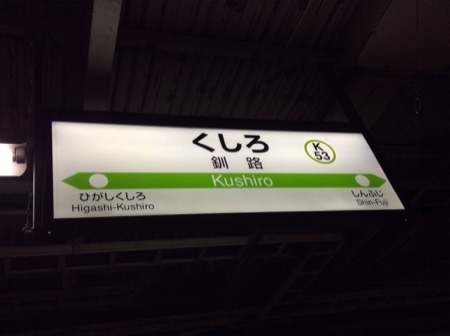 くしろ
釧路
K
53
Kushiro
ひがしくしろ
Higashi-Kushiro
しんふじ
Shin-Fuji